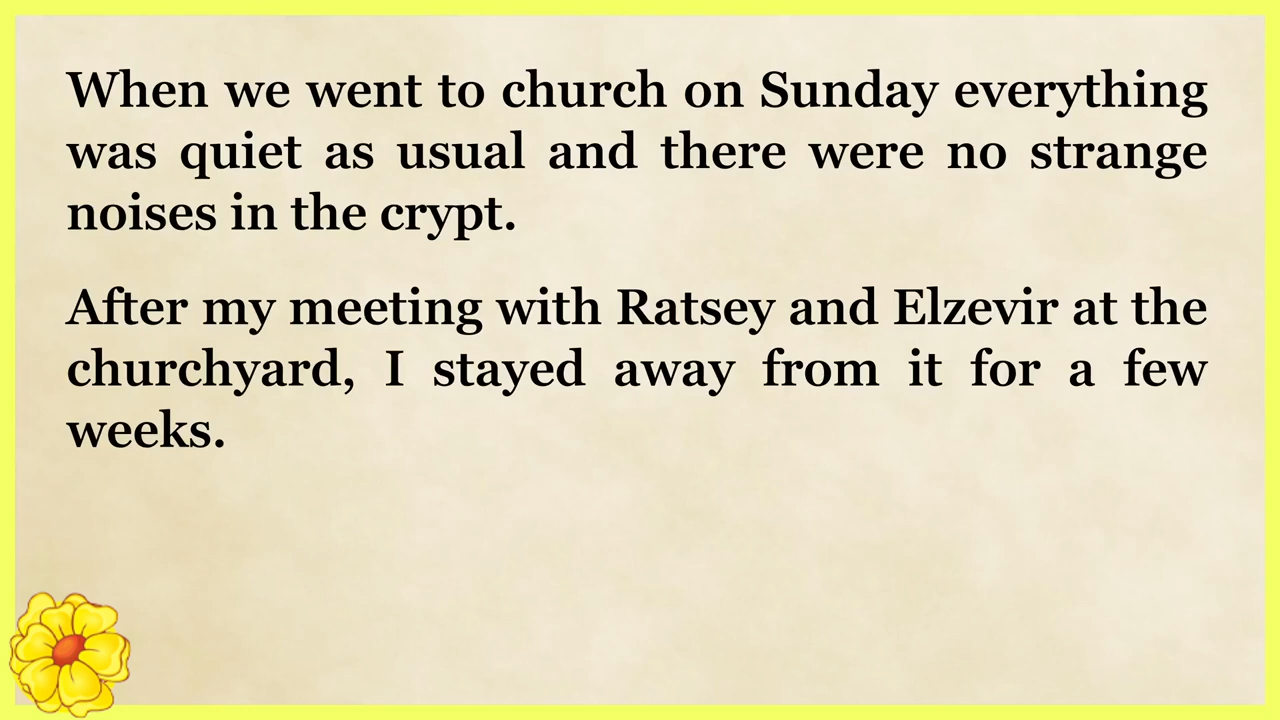 When we went to church on Sunday everything
was quiet as usual and there were no strange
noises in the crypt.
After my meeting with Ratsey and Elzevir at the
churchyard, I stayed away from it for a few
weeks.